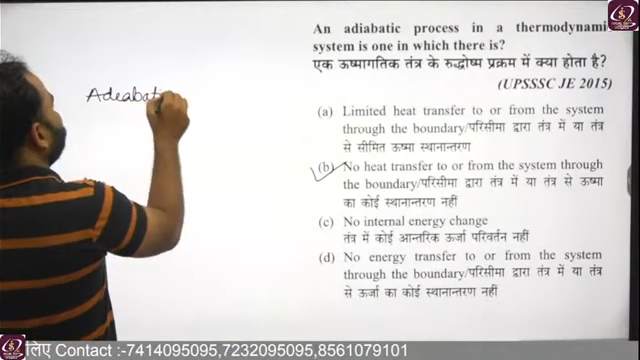 An adiabatic process in a thermodynami
system is one in which there is?
एक ऊष्मागतिक तंत्र के रुद्धोष्म प्रक्रम में क्या होता है?
(UPSSSC JE 2015)
Adeabati
(a) Limited heat transfer to or from the system
through the boundary/परिसीमा द्वारा तंत्र में या तंत्र
से सीमित ऊष्मा स्थानान्तरण
(b) No heat transfer to or from the system through
the boundary/परिसीमा द्वारा तंत्र में या तंत्र से ऊष्मा
का कोई स्थानान्तरण नहीं
(c) No internal energy change
तंत्र में कोई आन्तरिक ऊर्जा परिवर्तन नहीं
(d) No energy transfer to or from the system
through the boundary/परिसीमा द्वारा तंत्र में या तंत्र
से ऊर्जा का कोई स्थानान्तरण नहीं
लिए Contact :-7414095095,7232095095,8561079101